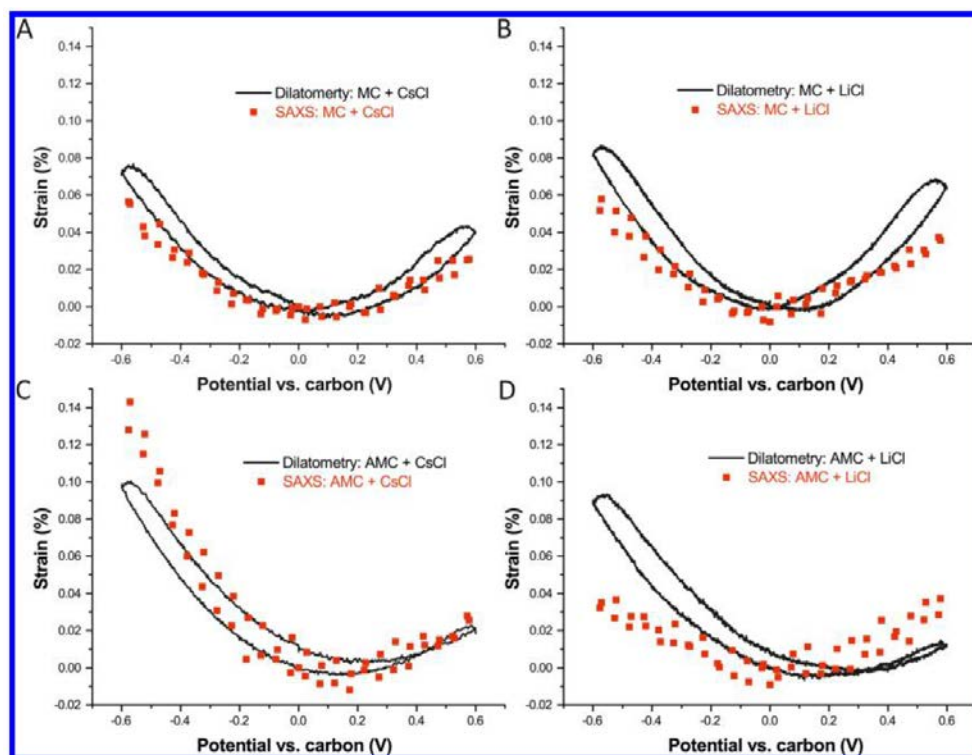 A
0.14
0.12
0.10
0.08
0.06
0.04
0.02
0.00
-0.02
Strain (%)
Dilatomerty: MC + CsCl
SAXS: MC + CsCl
-0.6 -0.4 -0.2 0.0 0.2 0.4 0.6
Potential vs. carbon (V)
B
0.14
0.12
0.10
0.08
0.06
0.04
0.02
0.00
-0.02
Strain (%)
Dilatometry: MC + LiCl
SAXS: MC + LiCl
-0.6 -0.4 -0.2 0.0 0.2 0.4 0.6
Potential vs. carbon (V)
C
0.14
0.12
0.10
0.08
0.06
0.04
0.02
0.00
-0.02
Strain (%)
Dilatometry: AMC + CsCl
SAXS: AMC + CsCl
-0.6 -0.4 -0.2 0.0 0.2 0.4 0.6
Potential vs. carbon (V)
D
0.14
0.12
0.10
0.08
0.06
0.04
0.02
0.00
-0.02
Strain (%)
Dilatometry: AMC + LiCl
SAXS: AMC + LiCl
-0.6 -0.4 -0.2 0.0 0.2 0.4 0.6
Potential vs. carbon (V)